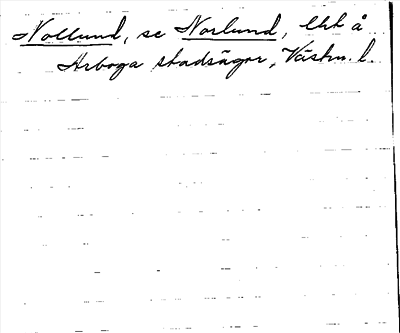 Nollund, se Norlund, lht å
Arboga stadsägor, Västm. l.